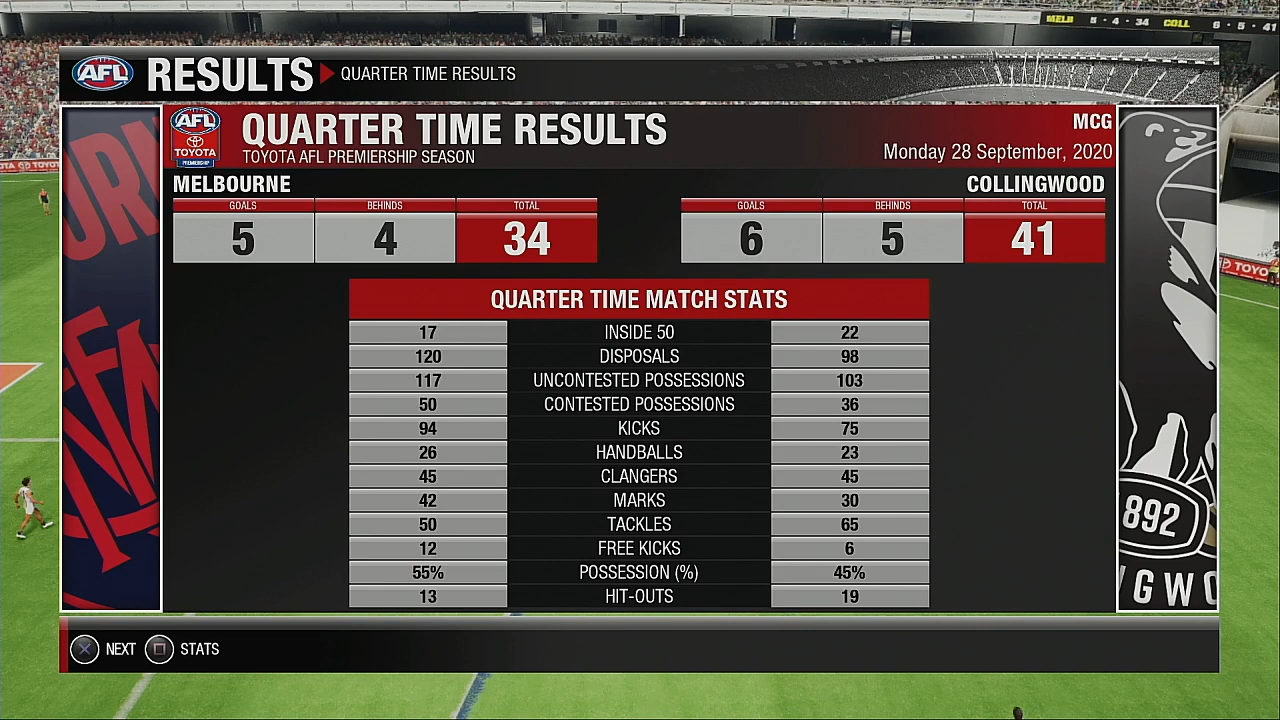 MELB 5 · 4 · 34 COLL 6 · 5 · 41
AFL RESULTS QUARTER TIME RESULTS
AFL TOYOTA PREMIERSHIP
QUARTER TIME RESULTS
TOYOTA AFL PREMIERSHIP SEASON
MCG
Monday 28 September, 2020
MELBOURNE COLLINGWOOD
GOALS BEHINDS TOTAL GOALS BEHINDS TOTAL
5 4 34 6 5 41
QUARTER TIME MATCH STATS
17 INSIDE 50 22
120 DISPOSALS 98
117 UNCONTESTED POSSESSIONS 103
50 CONTESTED POSSESSIONS 36
94 KICKS 75
26 HANDBALLS 23
45 CLANGERS 45
42 MARKS 30
50 TACKLES 65
12 FREE KICKS 6
55% POSSESSION (%) 45%
13 HIT-OUTS 19
URN
892
GWO
TOYO
NEXT STATS